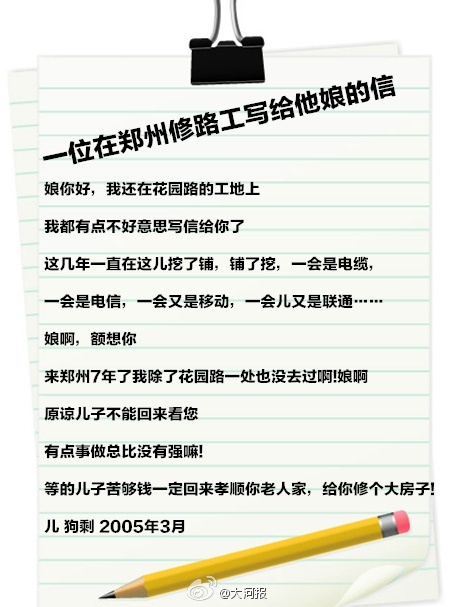 一位在郑州修路工写给他娘的信
娘你好，我还在花园路的工地上
我都有点不好意思写信给你了
这几年一直在这儿挖了铺，铺了挖，一会是电缆，
一会是电信，一会又是移动，一会儿又是联通……
娘啊，额想你
来郑州7年了我除了花园路一处也没去过啊!娘啊
原谅儿子不能回来看您
有点事做总比没有强嘛!
等的儿子苦够钱一定回来孝顺你老人家，给你修个大房子!
儿 狗剩 2005年3月
@大河报